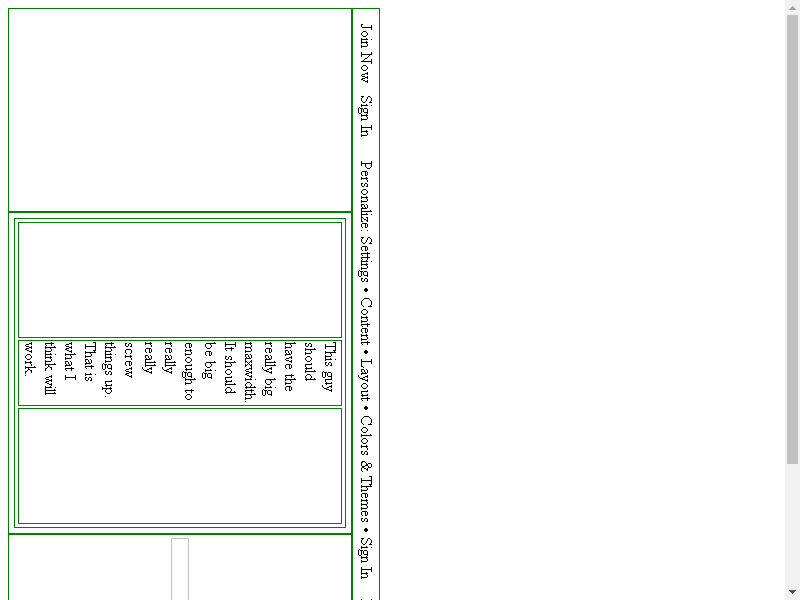 Join Now Sign In Personalize: Settings • Content • Layout • Colors & Themes • Sign In
This guy
should
have the
really big
maxwidth.
It should
be big
enough to
really
really
screw
things up.
That is
what I
think will
work.